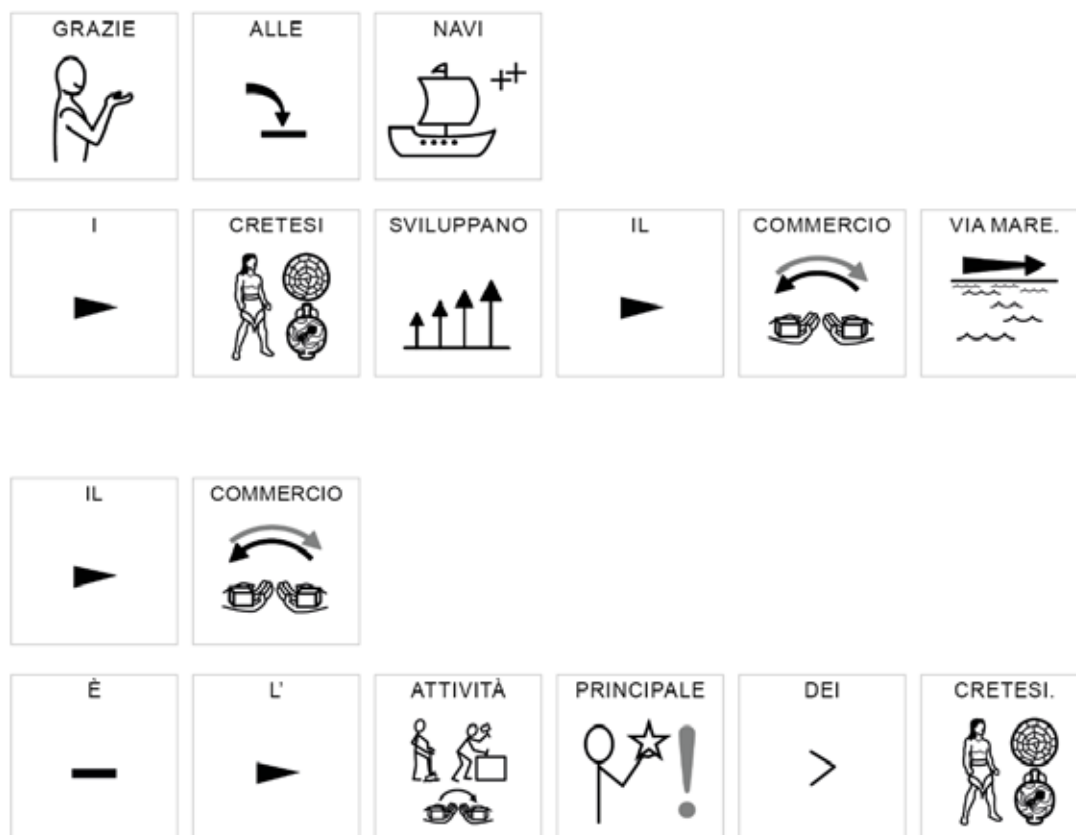 GRAZIE ALLE NAVI
I CRETESI SVILUPPANO IL COMMERCIO VIA MARE.
IL COMMERCIO
È L' ATTIVITÀ PRINCIPALE DEI CRETESI.